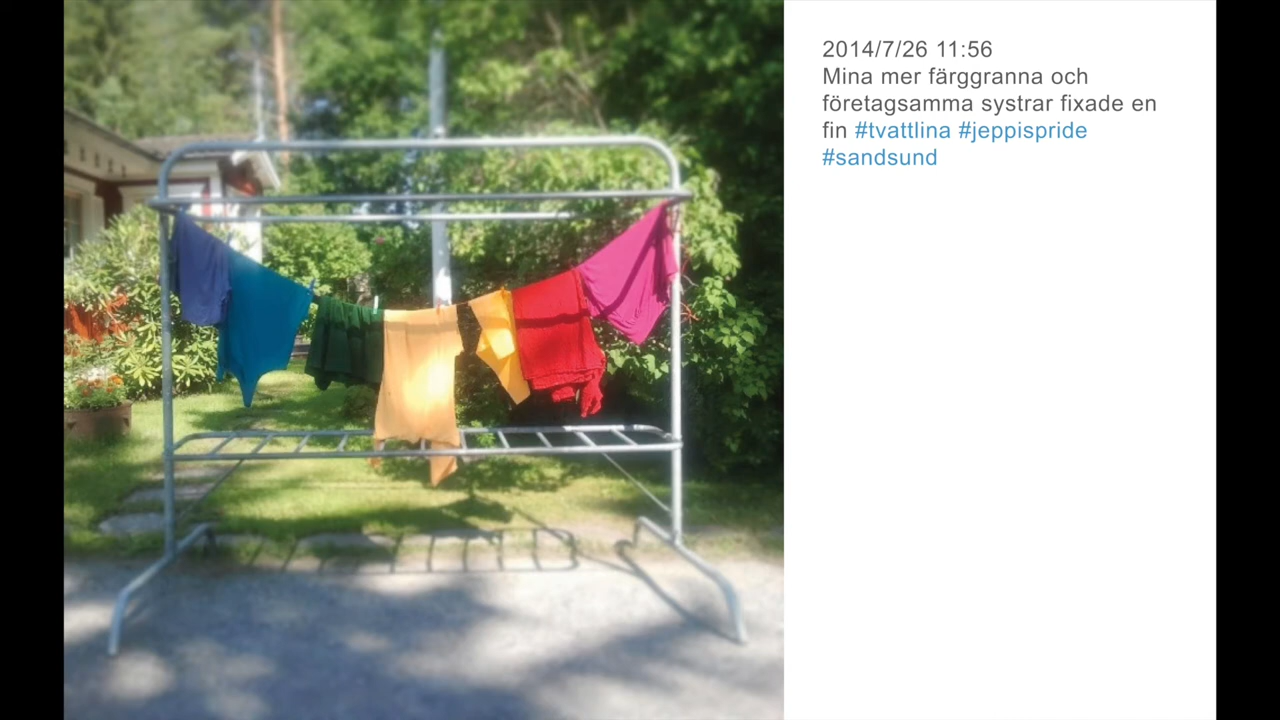 2014/7/26 11:56
Mina mer färggranna och
företagsamma systrar fixade en
fin #tvattlina #jeppispride
#sandsund